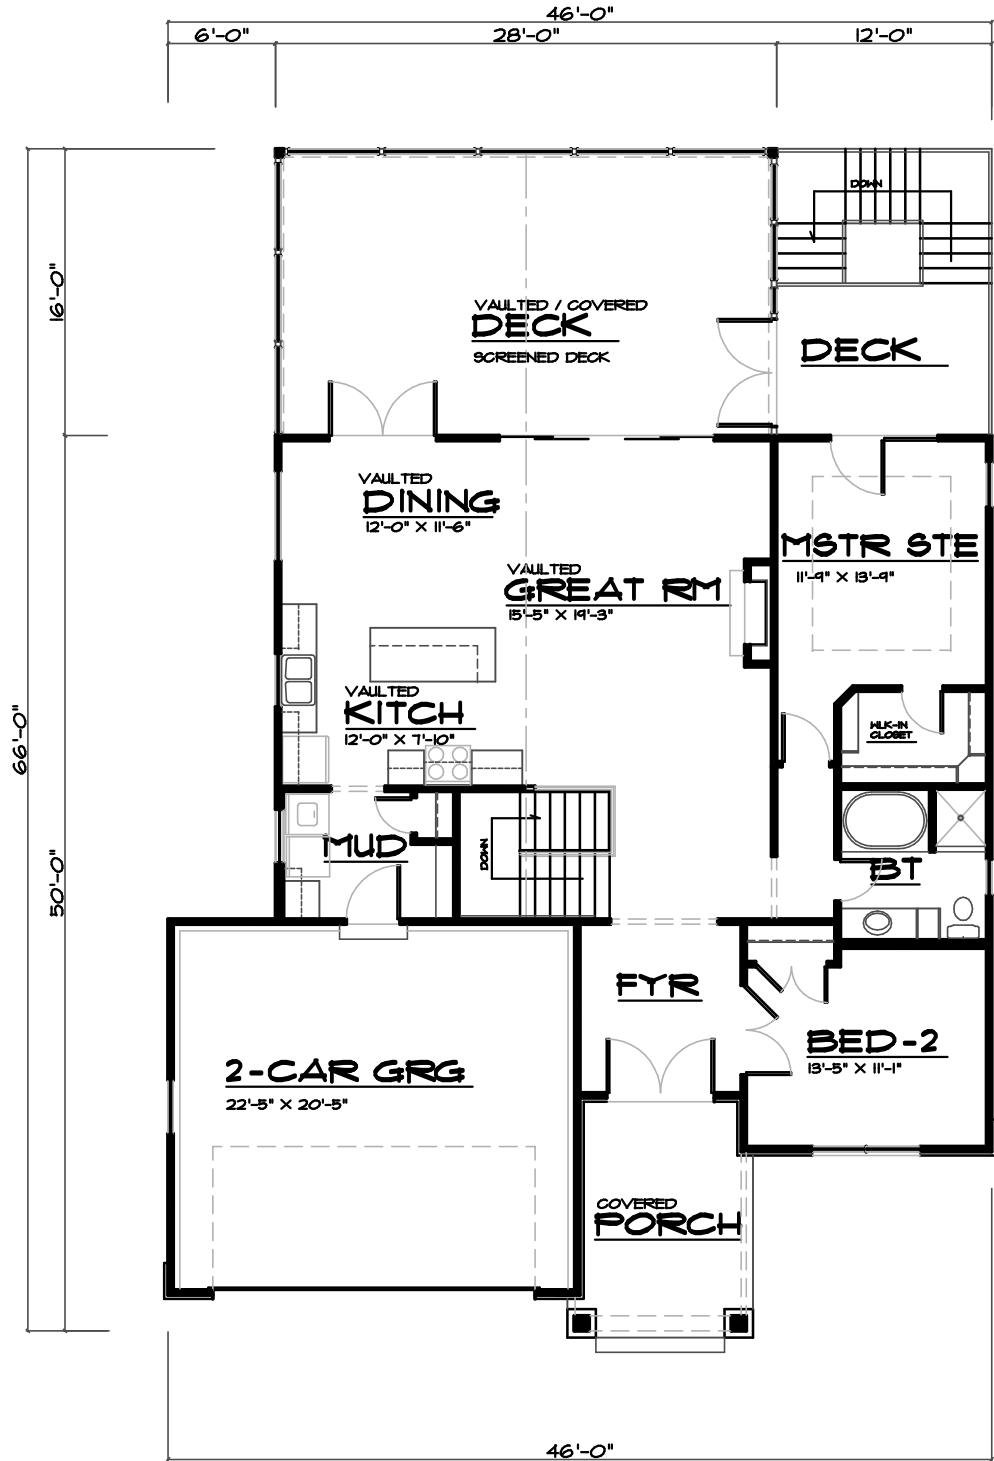 46'-0"
6'-0" 28'-0" 12'-0"
DOWN
16'-0"
VAULTED / COVERED
DECK
SCREENED DECK
DECK
VAULTED
DINING
12'-0" X 11'-6"
MSTR STE
11'-9" X 13'-9"
VAULTED
GREAT RM
15'-5" X 19'-3"
VAULTED
KITCH
12'-0" X 7'-10"
WLK-IN
CLOSET
66'-0"
MUD
DOWN
BT
50'-0"
FYR
BED-2
13'-5" X 11'-1"
2-CAR GRG
22'-5" X 20'-5"
COVERED
PORCH
46'-0"